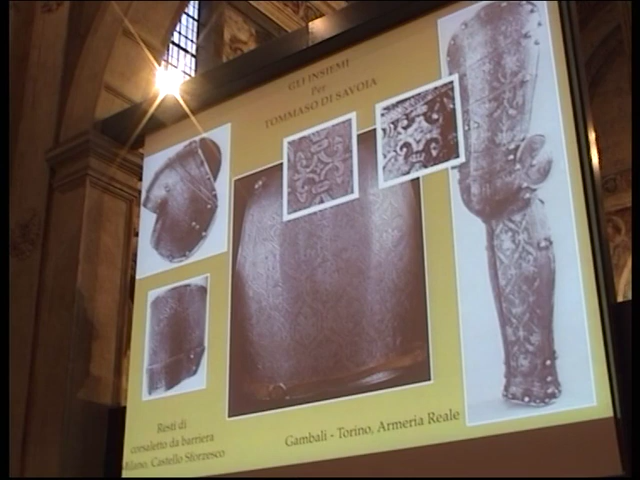 GLI INSIEMI
Per
TOMMASO DI SAVOIA
Resti di
corsaletto da barriera
Milano, Castello Sforzesco
Gambali - Torino, Armeria Reale